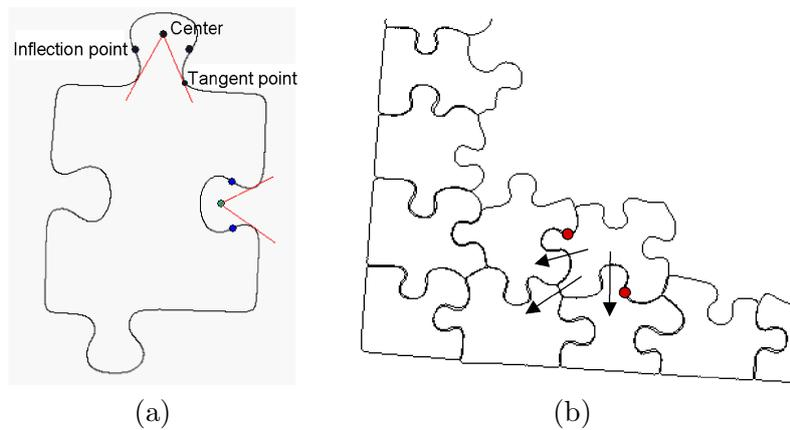 Center
Inflection point
Tangent point
(a)
(b)